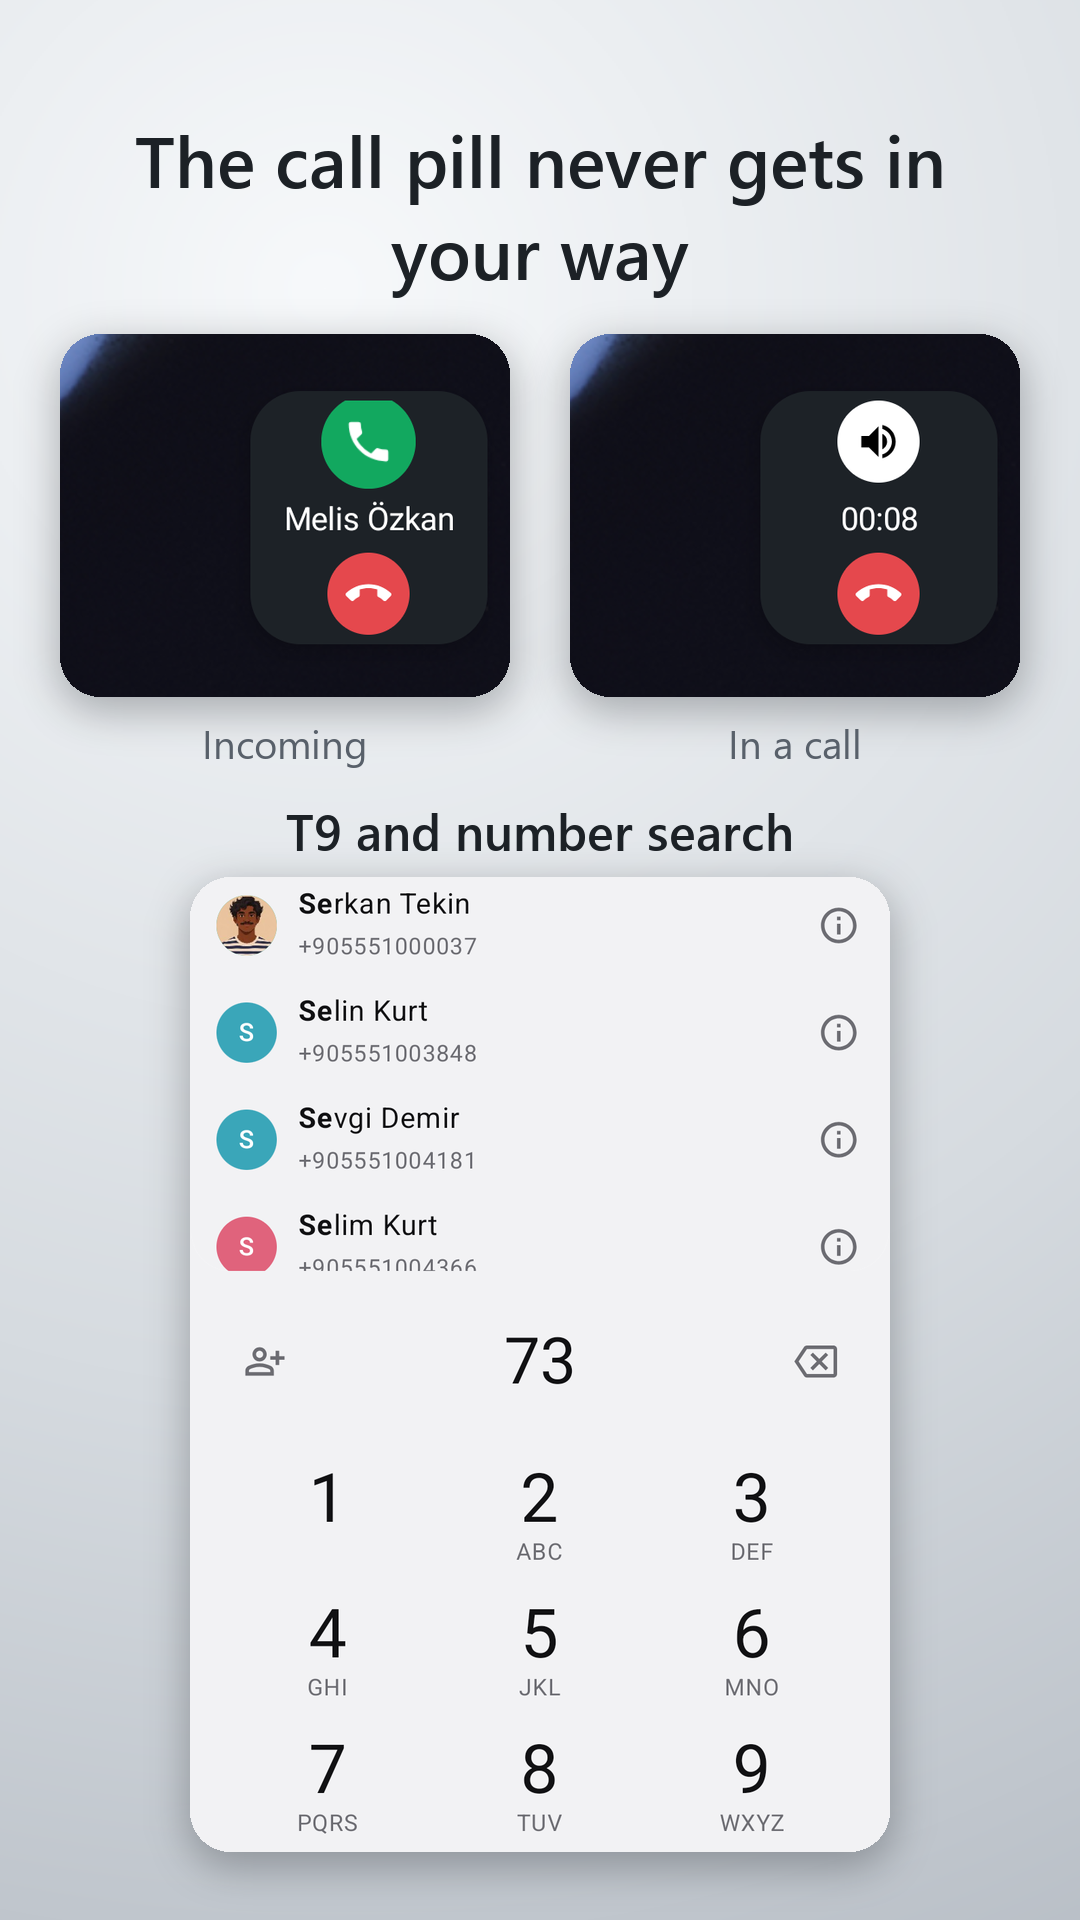 The call pill never gets in
your way
Melis Özkan
00:08
Incoming
In a call
T9 and number search
Serkan Tekin
+905551000037
S
Selin Kurt
+905551003848
S
Sevgi Demir
+905551004181
S
Selim Kurt
+905551004366
73
1
2
3
ABC
DEF
4
5
6
GHI
JKL
MNO
7
8
9
PQRS
TUV
WXYZ